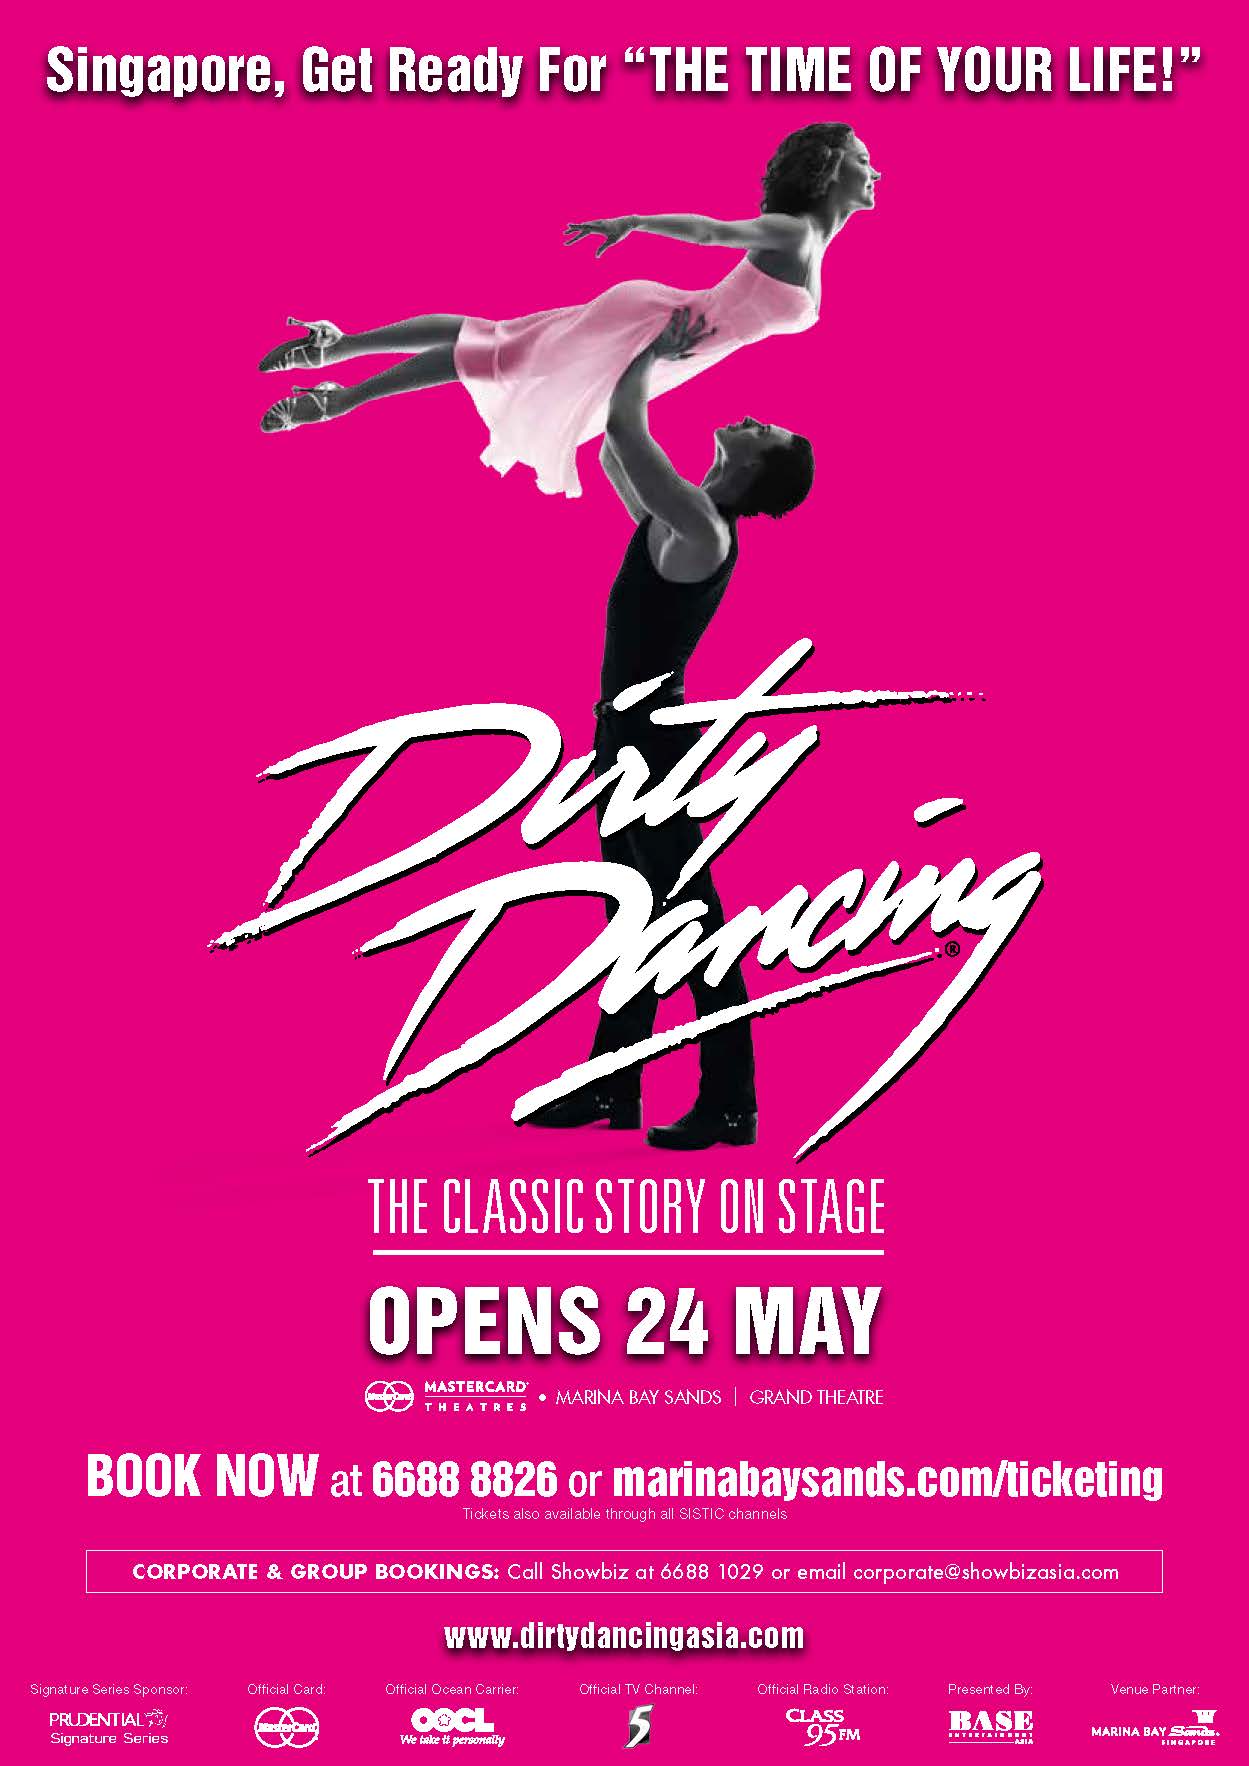 Singapore, Get Ready For “THE TIME OF YOUR LIFE!”
Dirty
Dancing®
THE CLASSIC STORY ON STAGE
OPENS 24 MAY
MasterCard MASTERCARD THEATRES • MARINA BAY SANDS | GRAND THEATRE
BOOK NOW at 6688 8826 or marinabaysands.com/ticketing
Tickets also available through all SISTIC channels
CORPORATE & GROUP BOOKINGS: Call Showbiz at 6688 1029 or email corporate@showbizasia.com
www.dirtydancingasia.com
Signature Series Sponsor:
PRUDENTIAL
Signature Series
Official Card:
MasterCard
Official Ocean Carrier:
OOCL
We take it personally
Official TV Channel:
5
Official Radio Station:
CLASS
95FM
Presented By:
BASE
ENTERTAINMENT
ASIA
Venue Partner:
MARINA BAY Sands
SINGAPORE